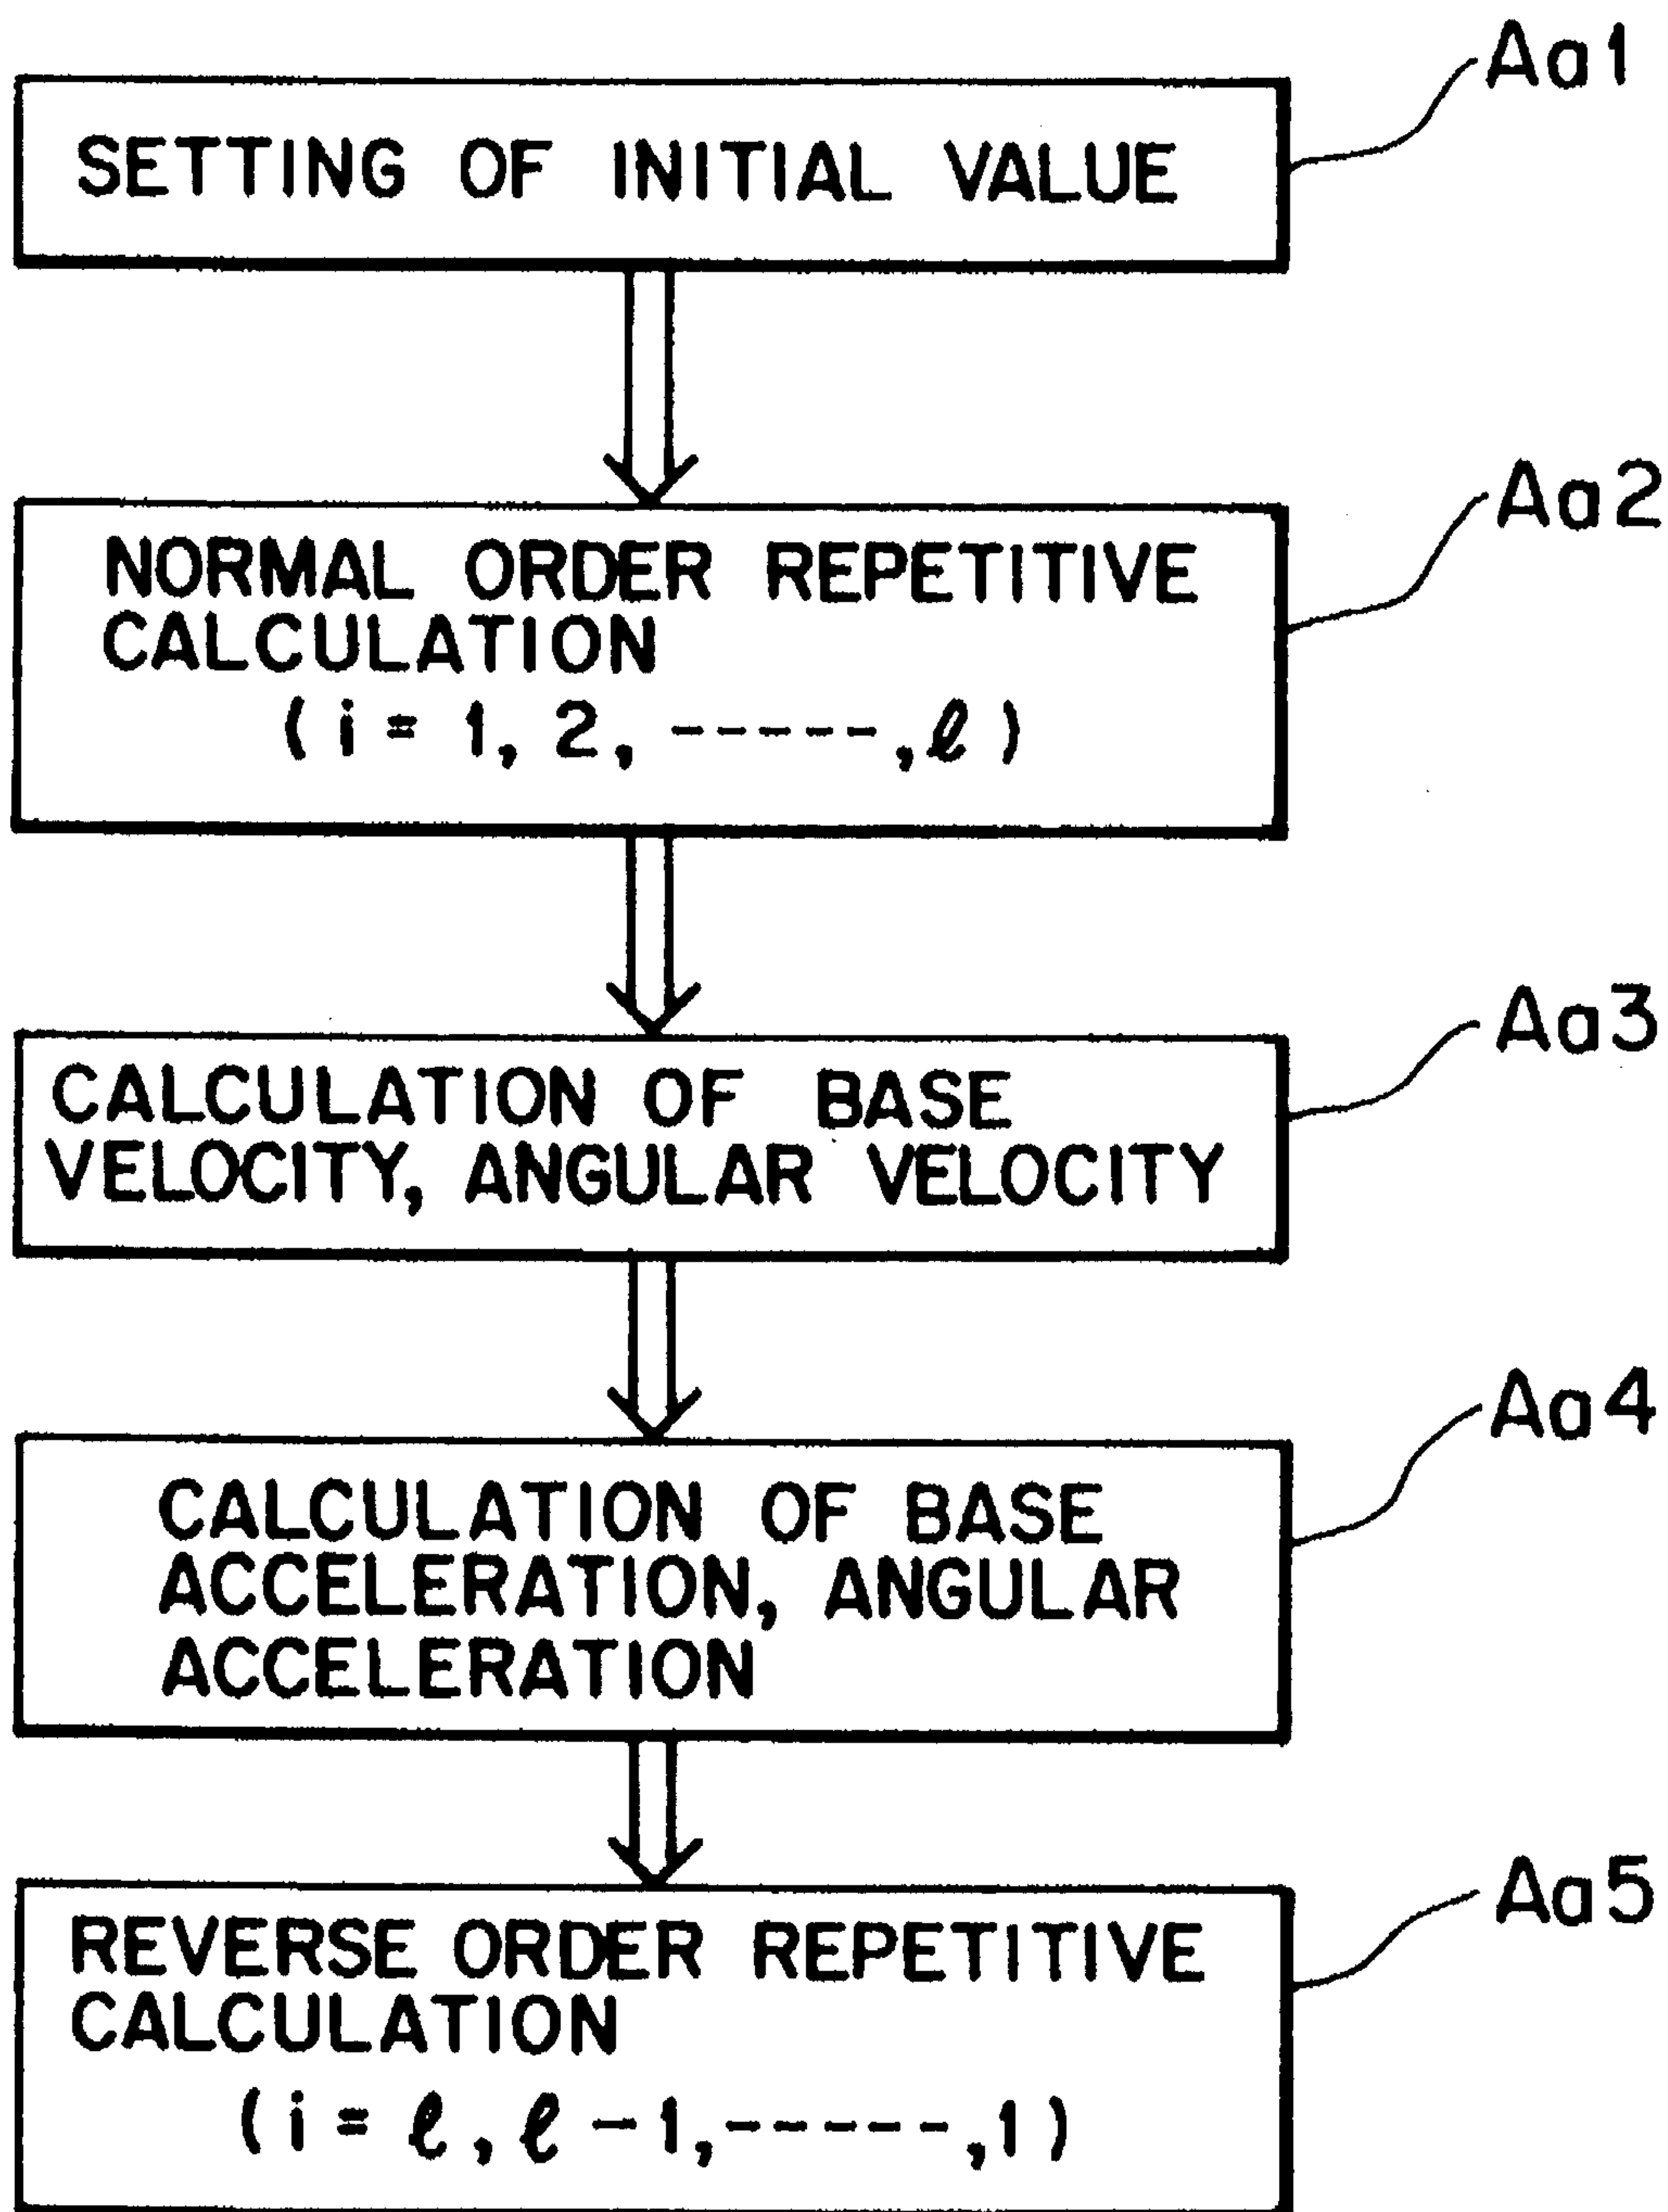 Aa1
SETTING OF INITIAL VALUE
Aa2
NORMAL ORDER REPETITIVE
CALCULATION
( i = 1, 2, ----- ,ℓ )
Aa3
CALCULATION OF BASE
VELOCITY, ANGULAR VELOCITY
Aa4
CALCULATION OF BASE
ACCELERATION, ANGULAR
ACCELERATION
Aa5
REVERSE ORDER REPETITIVE
CALCULATION
( i = ℓ , ℓ - 1, ----- ,1 )